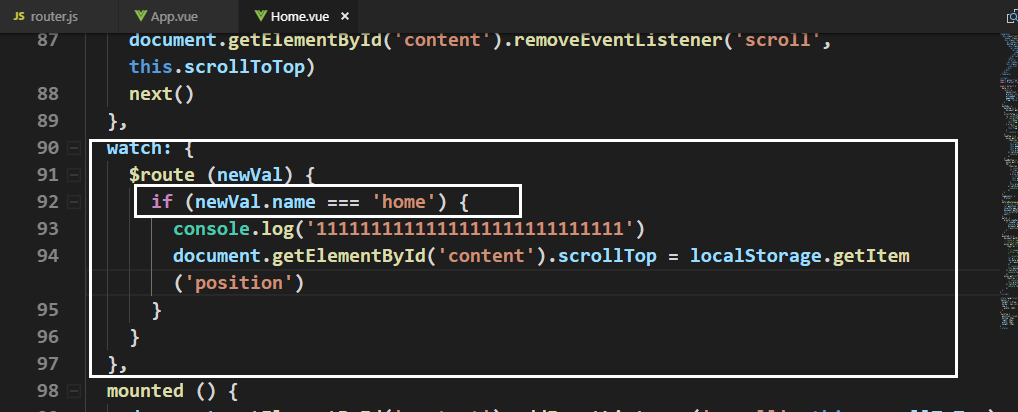 JS router.js App.vue Home.vue ×
87 document.getElementById('content').removeEventListener('scroll',
this.scrollToTop)
88 next()
89 },
90 watch: {
91 $route (newVal) {
92 if (newVal.name === 'home') {
93 console.log('1111111111111111111111111111')
94 document.getElementById('content').scrollTop = localStorage.getItem
('position')
95 }
96 }
97 },
98 mounted () {